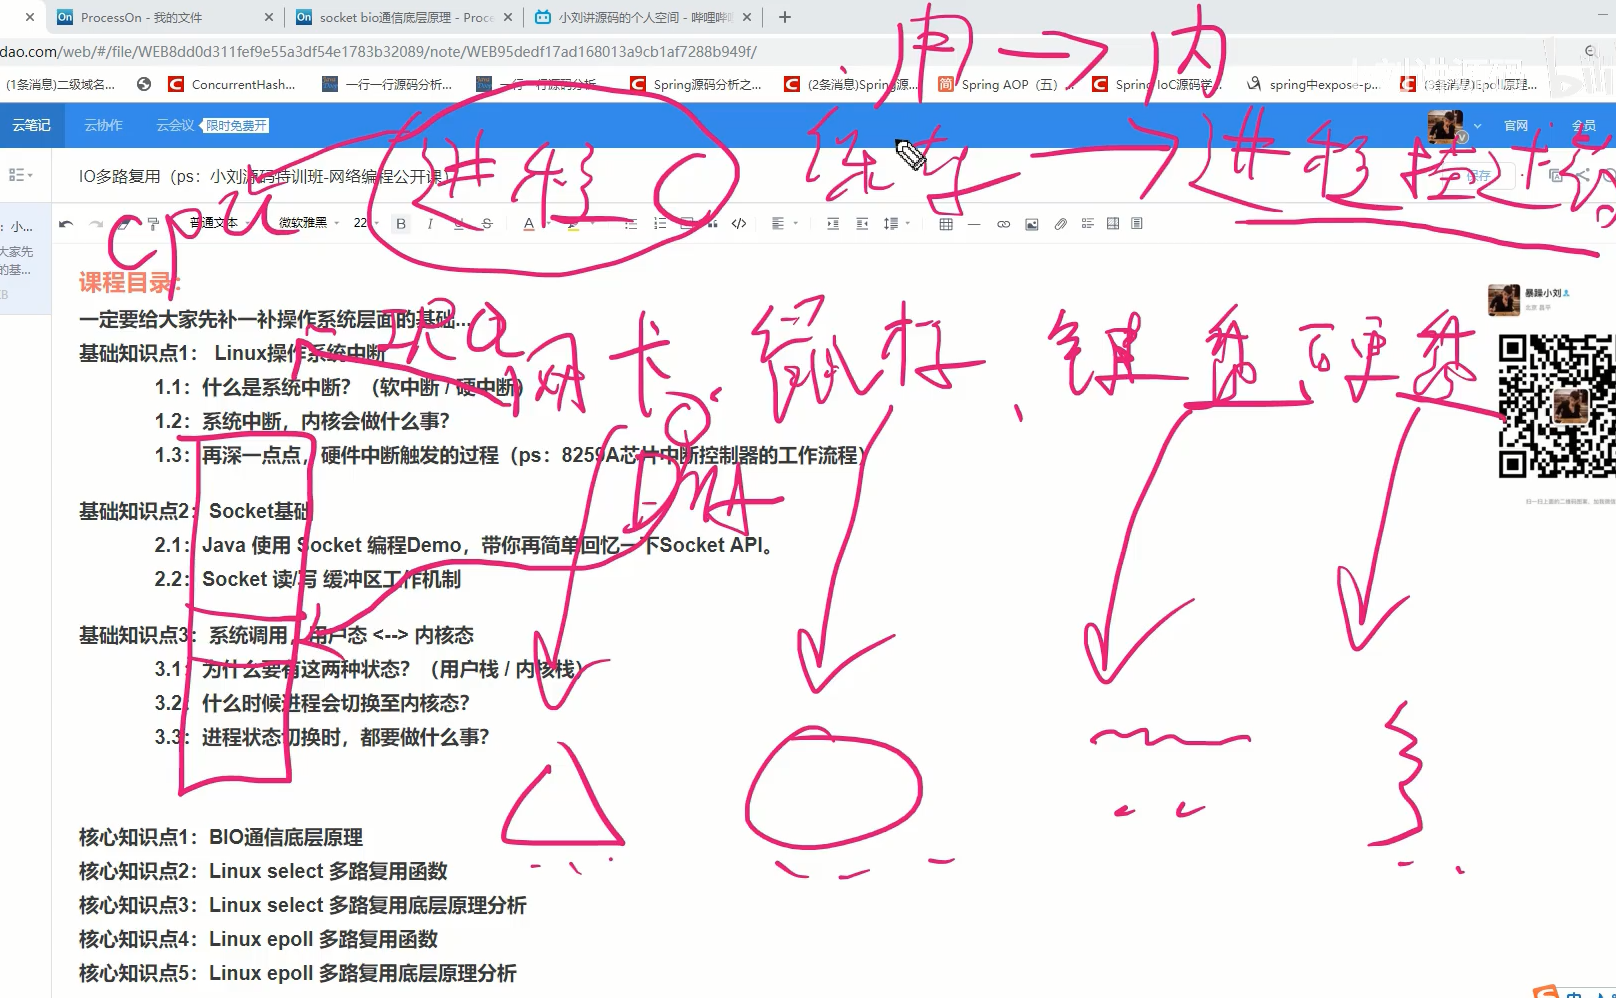 ProcessOn - 我的文件
socket bio通信底层原理 - Proce
小刘讲源码的个人空间 - 哔哩哔哩
dao.com/web/#/file/WEB8dd0d311fef9e55a3df54e1783b32089/note/WEB95dedf17ad168013a9cb1af7288b949f/
(1条消息)二级域名...
ConcurrentHash...
一行一行源码分析...
一行一行源码分析...
Spring源码分析之...
(2条消息)Spring源...
Spring AOP（五）...
Spring IoC源码学...
spring中expose-p...
(3条消息)Epoll原理...
用 → 内
云笔记
云协作
云会议
限时免费开
官网
会员
进程
保存 → 进程描述符
cpu
IO多路复用（ps：小刘源码特训班-网络编程公开课）
保存
普通文本
微软雅黑
22
课程目录:
暴躁小刘
一定要给大家先补一补操作系统层面的基础...
IRQ
网卡 鼠标 、键盘 硬盘
基础知识点1： Linux操作系统中断
1.1：什么是系统中断？（软中断 / 硬中断）
1.2：系统中断，内核会做什么事？
1.3：再深一点点，硬件中断触发的过程（ps：8259A芯片中断控制器的工作流程）
DMA
基础知识点2：Socket基础
2.1：Java 使用 Socket 编程Demo，带你再简单回忆一下Socket API。
2.2：Socket 读/写 缓冲区工作机制
基础知识点3：系统调用，用户态 <--> 内核态
3.1：为什么要有这两种状态？（用户栈 / 内核栈）
3.2：什么时候进程会切换至内核态？
3.3：进程状态切换时，都要做什么事？
核心知识点1：BIO通信底层原理
核心知识点2：Linux select 多路复用函数
核心知识点3：Linux select 多路复用底层原理分析
核心知识点4：Linux epoll 多路复用函数
核心知识点5：Linux epoll 多路复用底层原理分析